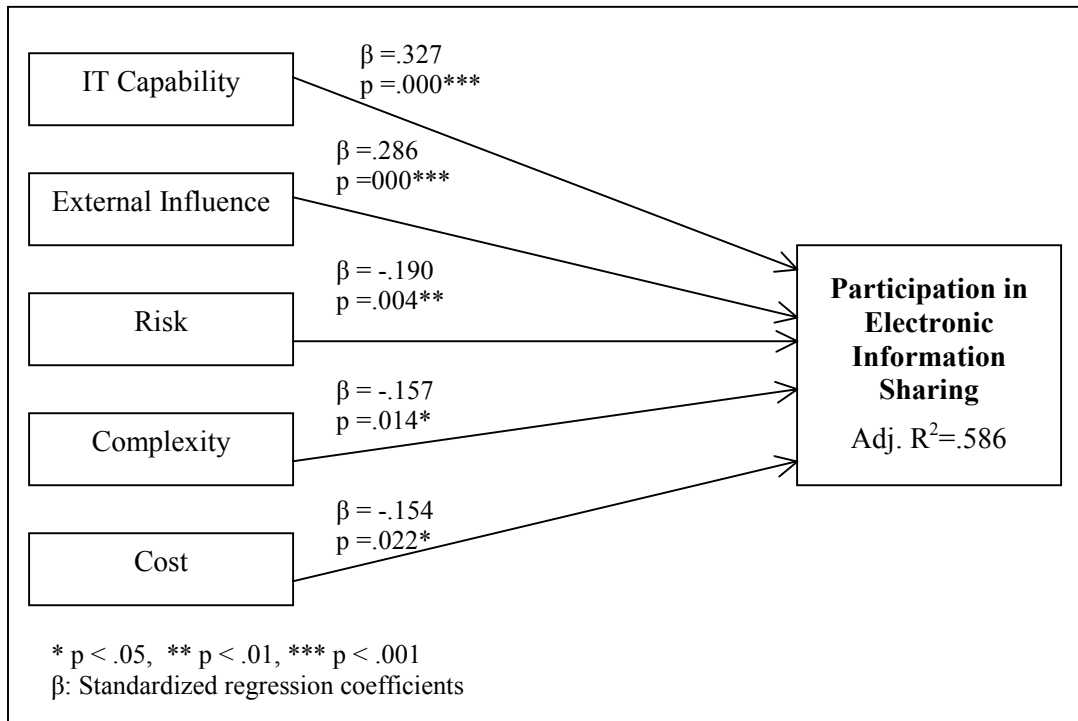 IT Capability
β =.327
p =.000***
External Influence
β =.286
p =000***
Risk
β = -.190
p =.004**
Complexity
β = -.157
p =.014*
Cost
β = -.154
p =.022*
Participation in
Electronic
Information
Sharing
Adj. R²=.586
* p < .05,  ** p < .01, *** p < .001
β: Standardized regression coefficients